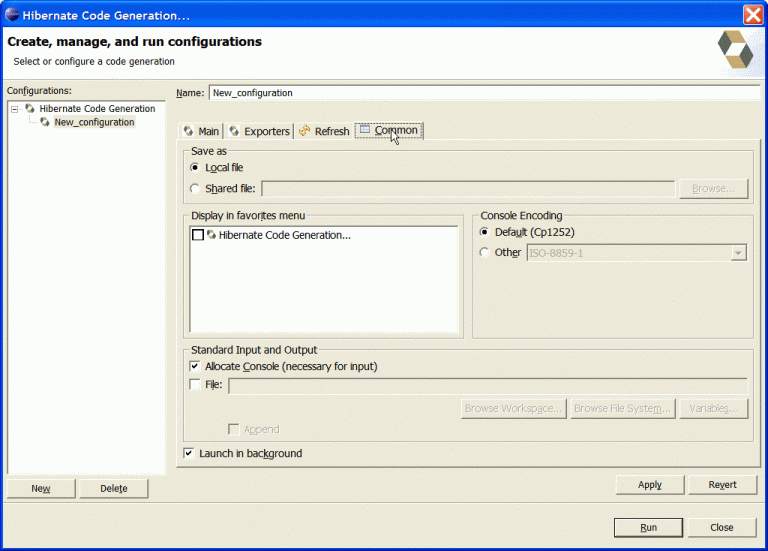 Hibernate Code Generation...
Create, manage, and run configurations
Select or configure a code generation
Configurations:
Hibernate Code Generation
New_configuration
New
Delete
Name: New_configuration
Main Exporters Refresh Common
Save as
Local file
Shared file: Browse...
Display in favorites menu
Hibernate Code Generation...
Console Encoding
Default (Cp1252)
Other ISO-8859-1
Standard Input and Output
Allocate Console (necessary for input)
File:
Browse Workspace... Browse File System... Variables...
Append
Launch in background
Apply Revert
Run Close